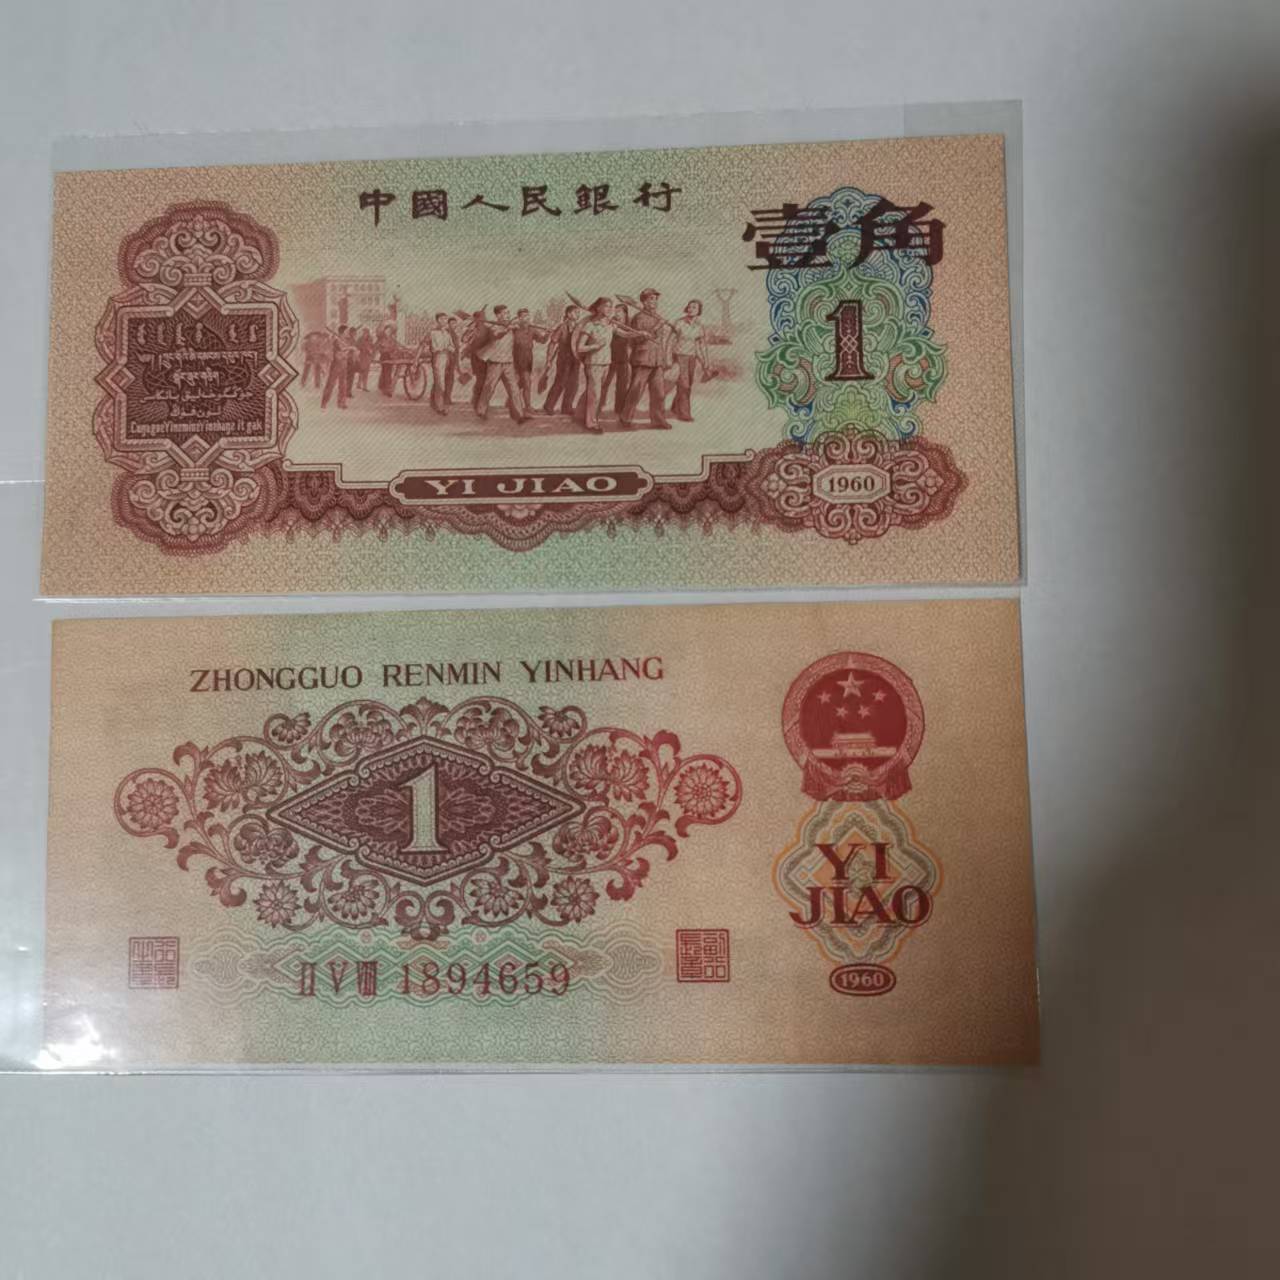 中國人民銀行
壹角
1
YI JIAO
1960
ZHONGGUO RENMIN YINHANG
1
YI
JIAO
ⅡⅤⅧ 1894659
1960